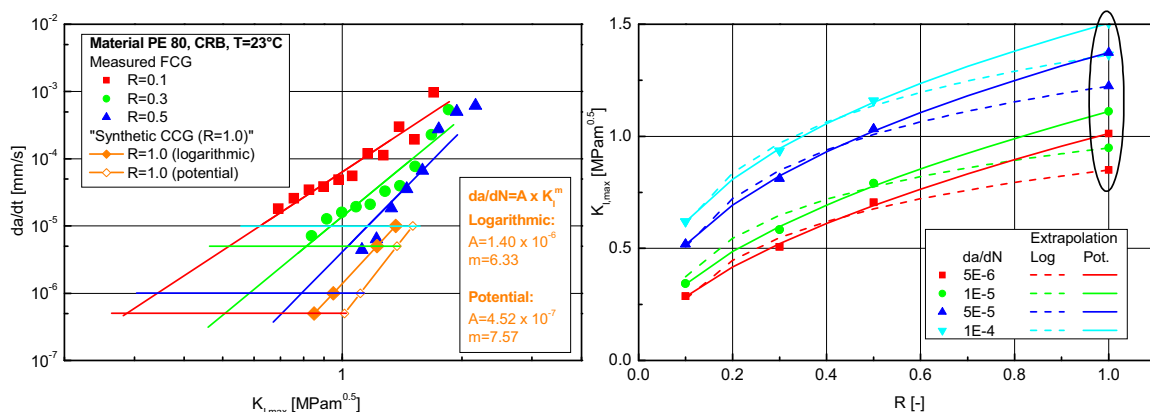 10⁻²
10⁻³
10⁻⁴
10⁻⁵
10⁻⁶
10⁻⁷
da/dt [mm/s]
Material PE 80, CRB, T=23°C
Measured FCG
R=0.1
R=0.3
R=0.5
"Synthetic CCG (R=1.0)"
R=1.0 (logarithmic)
R=1.0 (potential)
da/dN=A x K_I^m
Logarithmic:
A=1.40 x 10⁻⁶
m=6.33
Potential:
A=4.52 x 10⁻⁷
m=7.57
1
K_I,max [MPam^0.5]
1.5
1.0
0.5
0.0
K_I,max [MPam^0.5]
Extrapolation
da/dN Log Pot.
5E-6
1E-5
5E-5
1E-4
0.0 0.2 0.4 0.6 0.8 1.0
R [-]